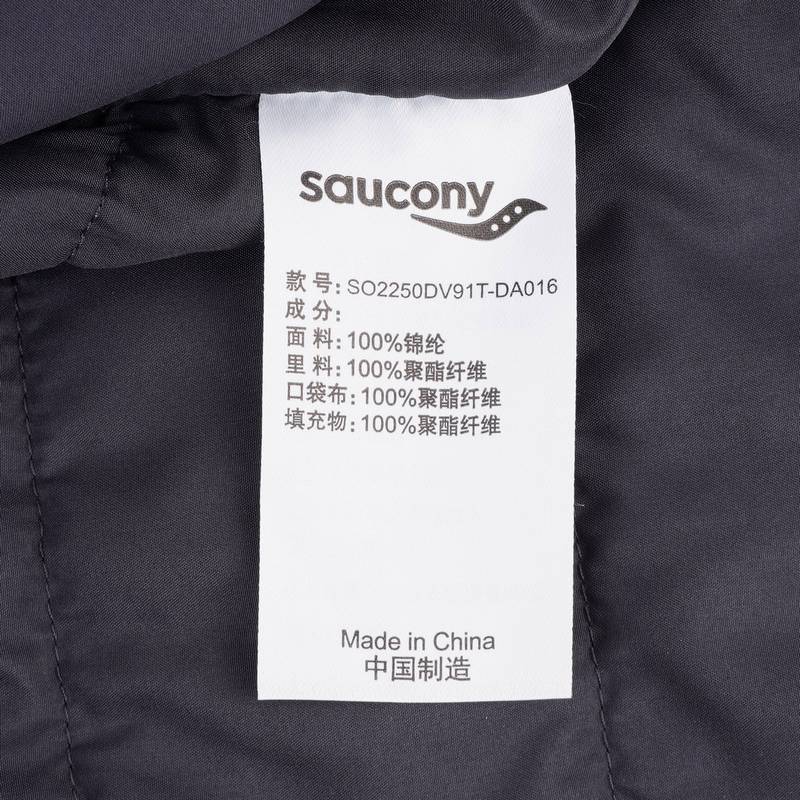 saucony
款号:SO2250DV91T-DA016
成分:
面料:100%锦纶
里料:100%聚酯纤维
口袋布:100%聚酯纤维
填充物:100%聚酯纤维
Made in China
中国制造